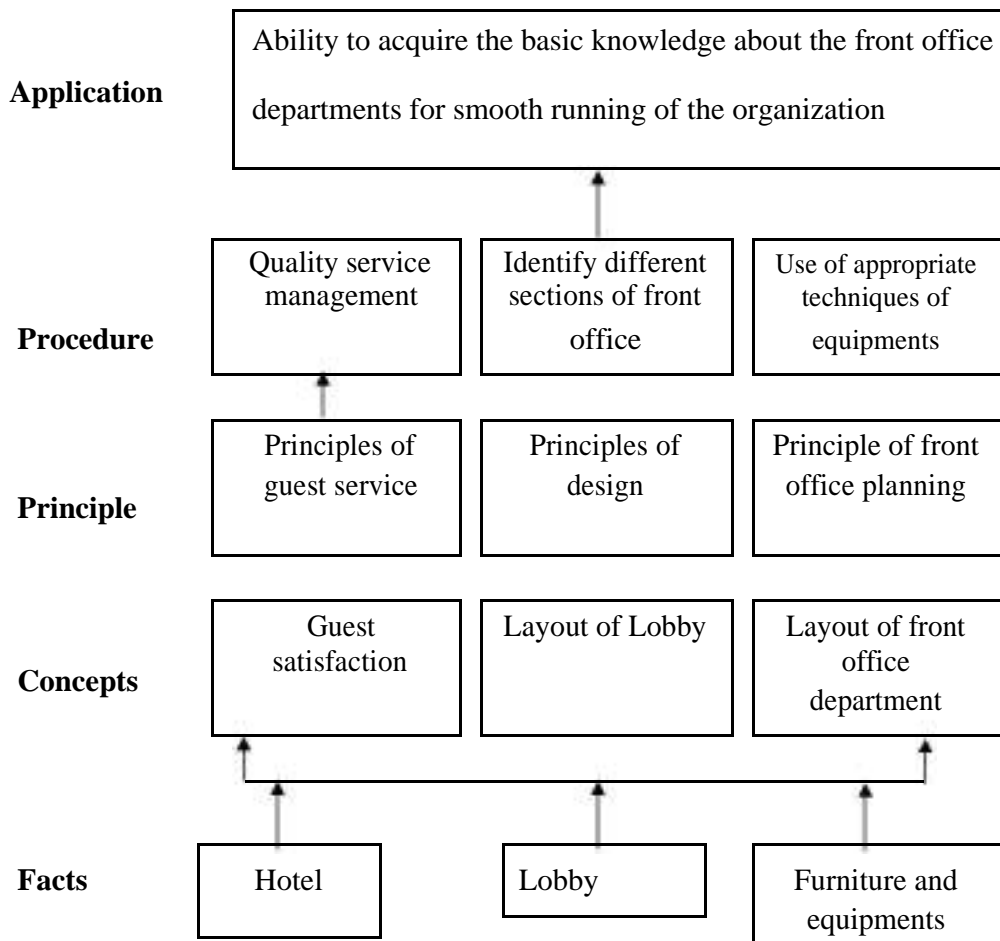 Ability to acquire the basic knowledge about the front office
departments for smooth running of the organization
Application
Quality service
management
Identify different
sections of front
office
Use of appropriate
techniques of
equipments
Procedure
Principles of
guest service
Principles of
design
Principle of front
office planning
Principle
Guest
satisfaction
Layout of Lobby
Layout of front
office
department
Concepts
Facts
Hotel
Lobby
Furniture and
equipments